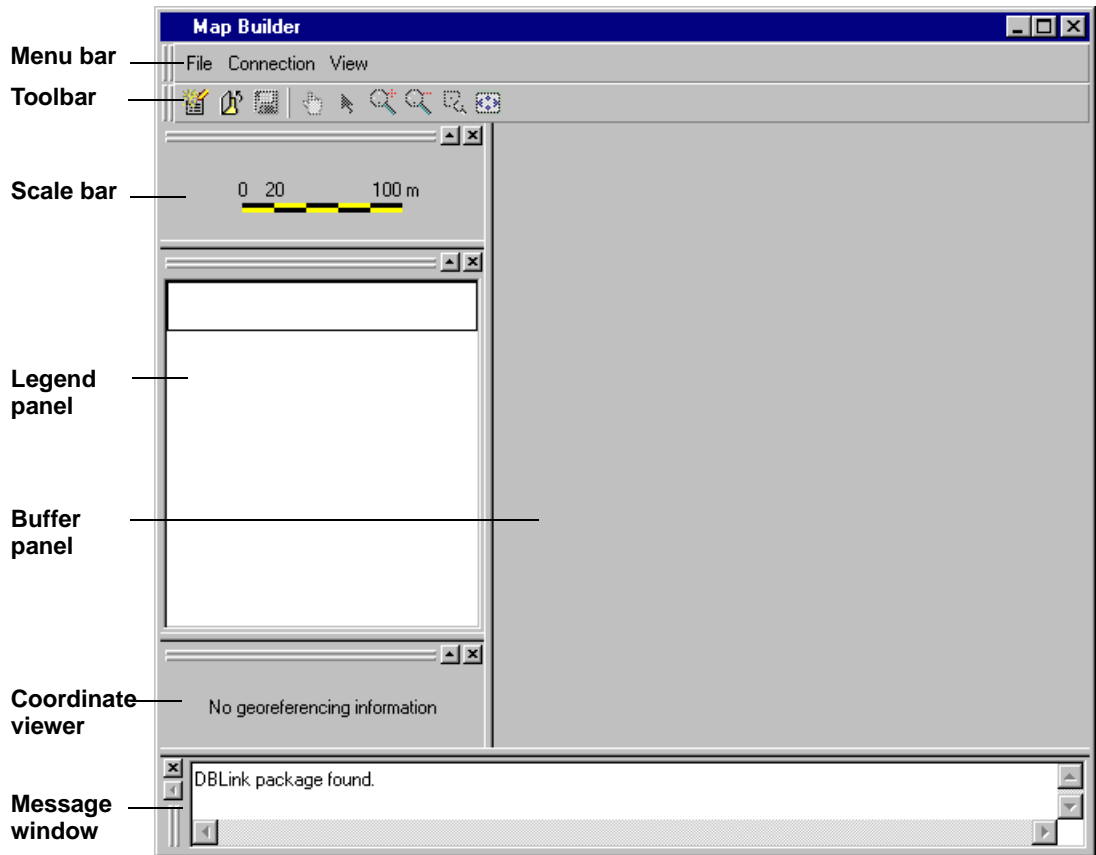 Map Builder
Menu bar
File Connection View
Toolbar
Scale bar
0 20 100 m
Legend
panel
Buffer
panel
Coordinate
viewer
No georeferencing information
DBLink package found.
Message
window